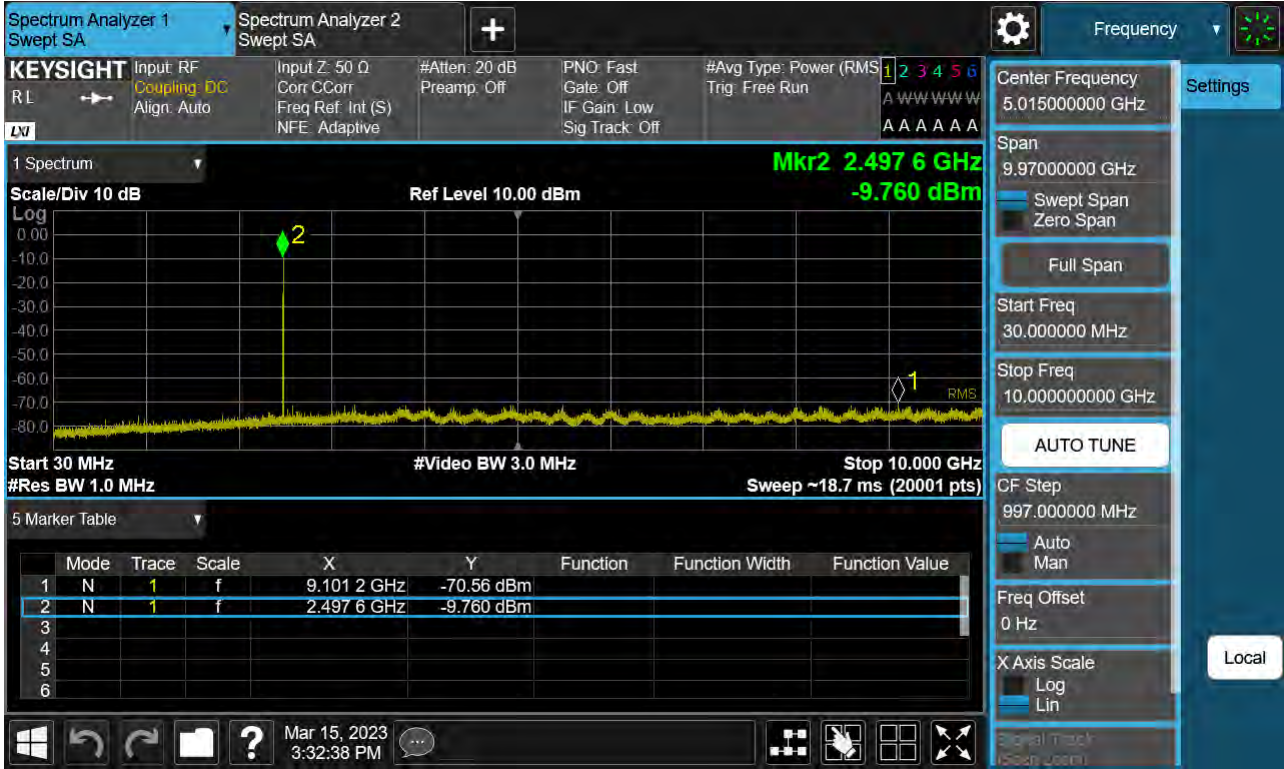 Spectrum Analyzer 1
Swept SA
Spectrum Analyzer 2
Swept SA
+
Frequency
KEYSIGHT
RL
LXI
Input: RF
Coupling: DC
Align: Auto
Input Z: 50 Ω
Corr CCorr
Freq Ref: Int (S)
NFE: Adaptive
#Atten: 20 dB
Preamp: Off
PNO: Fast
Gate: Off
IF Gain: Low
Sig Track: Off
#Avg Type: Power (RMS
Trig: Free Run
1 2 3 4 5 6
A W W W W W
A A A A A A
1 Spectrum
Mkr2 2.497 6 GHz
-9.760 dBm
Scale/Div 10 dB
Ref Level 10.00 dBm
Log
0.00
-10.0
-20.0
-30.0
-40.0
-50.0
-60.0
-70.0
-80.0
2
1
RMS
Start 30 MHz
#Video BW 3.0 MHz
Stop 10.000 GHz
#Res BW 1.0 MHz
Sweep ~18.7 ms (20001 pts)
5 Marker Table
Mode Trace Scale X Y Function Function Width Function Value
1 N 1 f 9.101 2 GHz -70.56 dBm
2 N 1 f 2.497 6 GHz -9.760 dBm
3
4
5
6
Center Frequency
5.015000000 GHz
Span
9.97000000 GHz
Swept Span
Zero Span
Full Span
Start Freq
30.000000 MHz
Stop Freq
10.000000000 GHz
AUTO TUNE
CF Step
997.000000 MHz
Auto
Man
Freq Offset
0 Hz
X Axis Scale
Log
Lin
Signal Track
(Span Zoom)
Settings
Local
?
Mar 15, 2023
3:32:38 PM